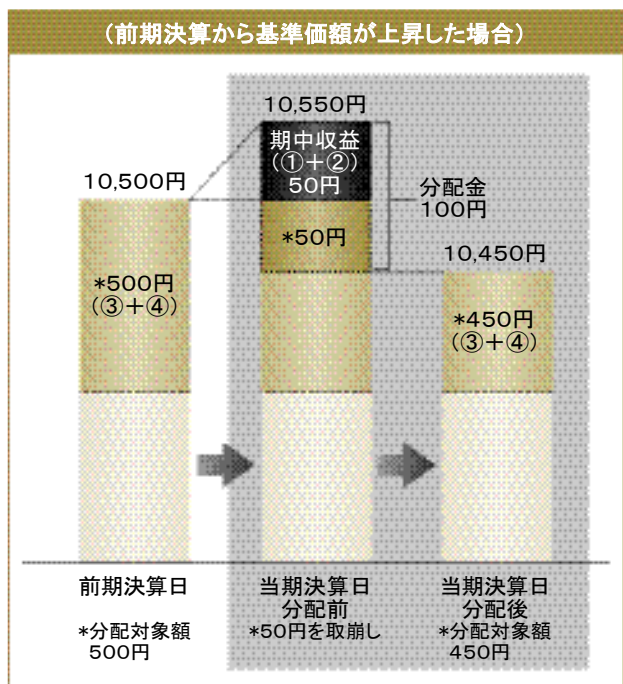 (前期決算から基準価額が上昇した場合)
10,550円
期中収益
(①+②)
50円
10,500円
分配金
100円
*50円
10,450円
*500円
(③+④)
*450円
(③+④)
前期決算日
*分配対象額
500円
当期決算日
分配前
*50円を取崩し
当期決算日
分配後
*分配対象額
450円